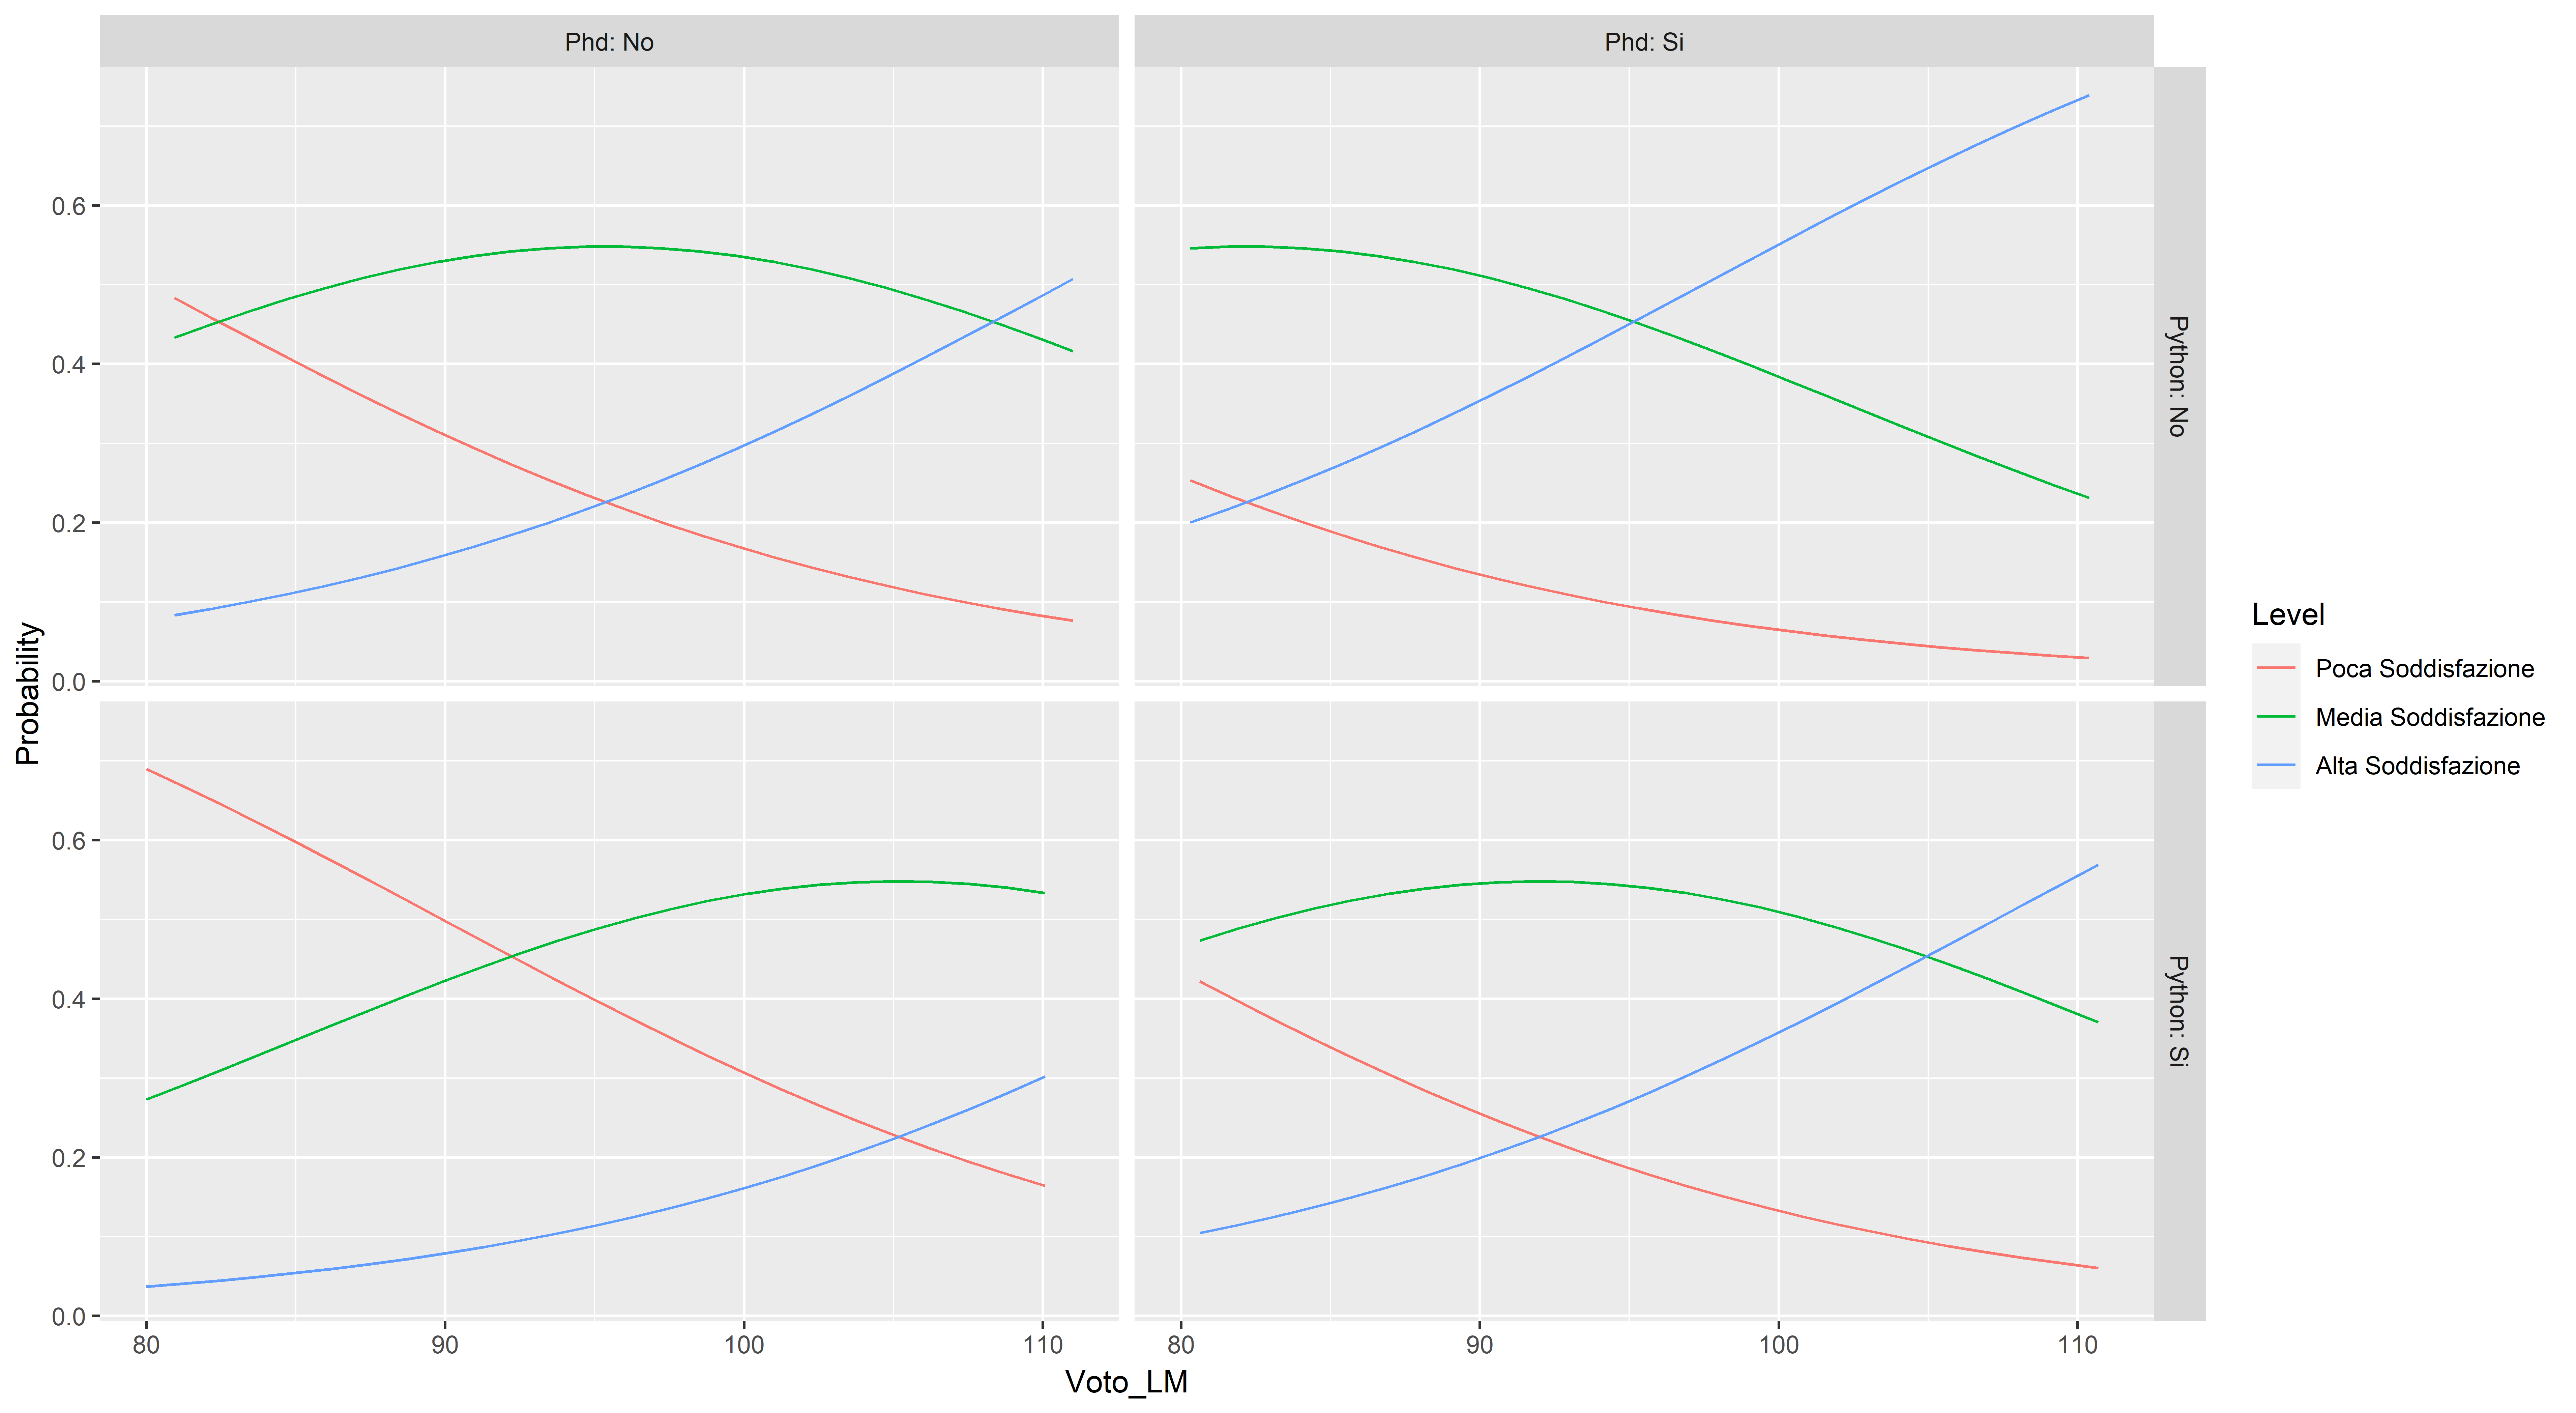 Phd: No
Phd: Si
Python: No
Python: Si
0.6
0.4
0.2
0.0
0.6
0.4
0.2
0.0
Probability
80
90
100
110
80
90
100
110
Voto_LM
Level
Poca Soddisfazione
Media Soddisfazione
Alta Soddisfazione